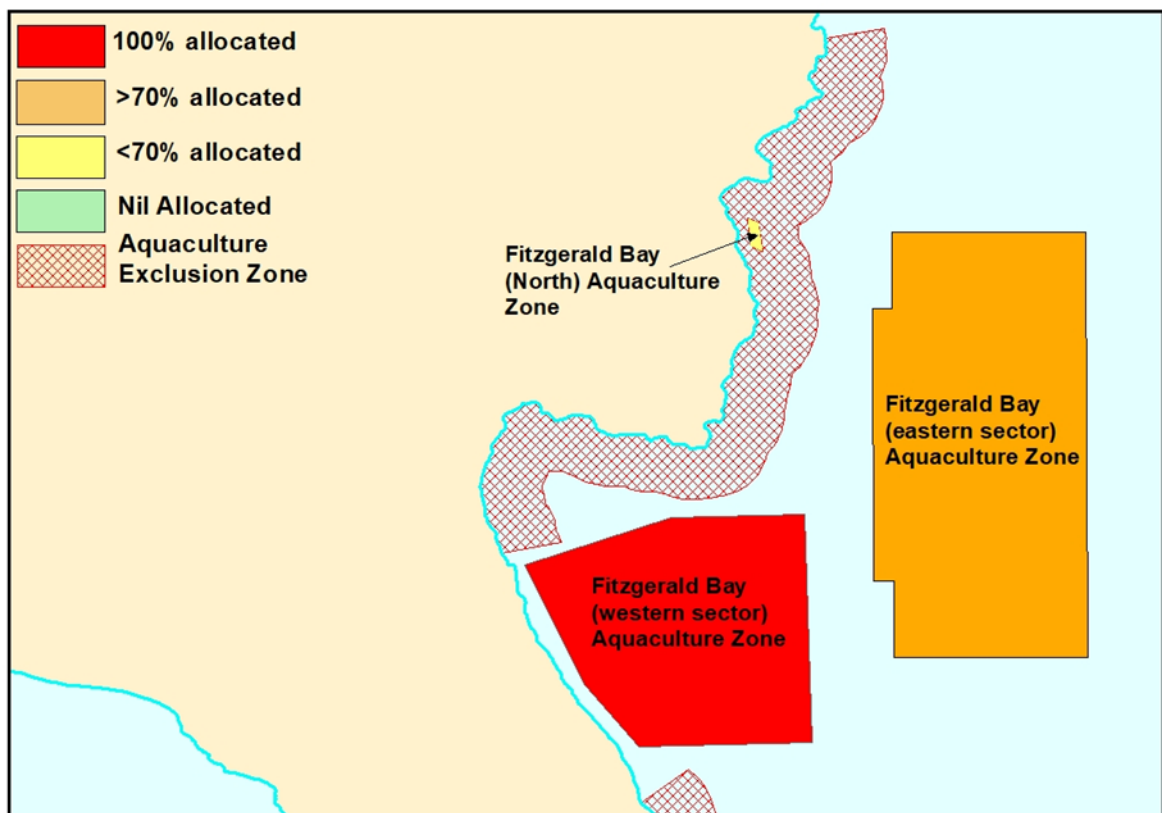 100% allocated
>70% allocated
<70% allocated
Nil Allocated
Aquaculture
Exclusion Zone
Fitzgerald Bay
(North) Aquaculture
Zone
Fitzgerald Bay
(eastern sector)
Aquaculture Zone
Fitzgerald Bay
(western sector)
Aquaculture Zone